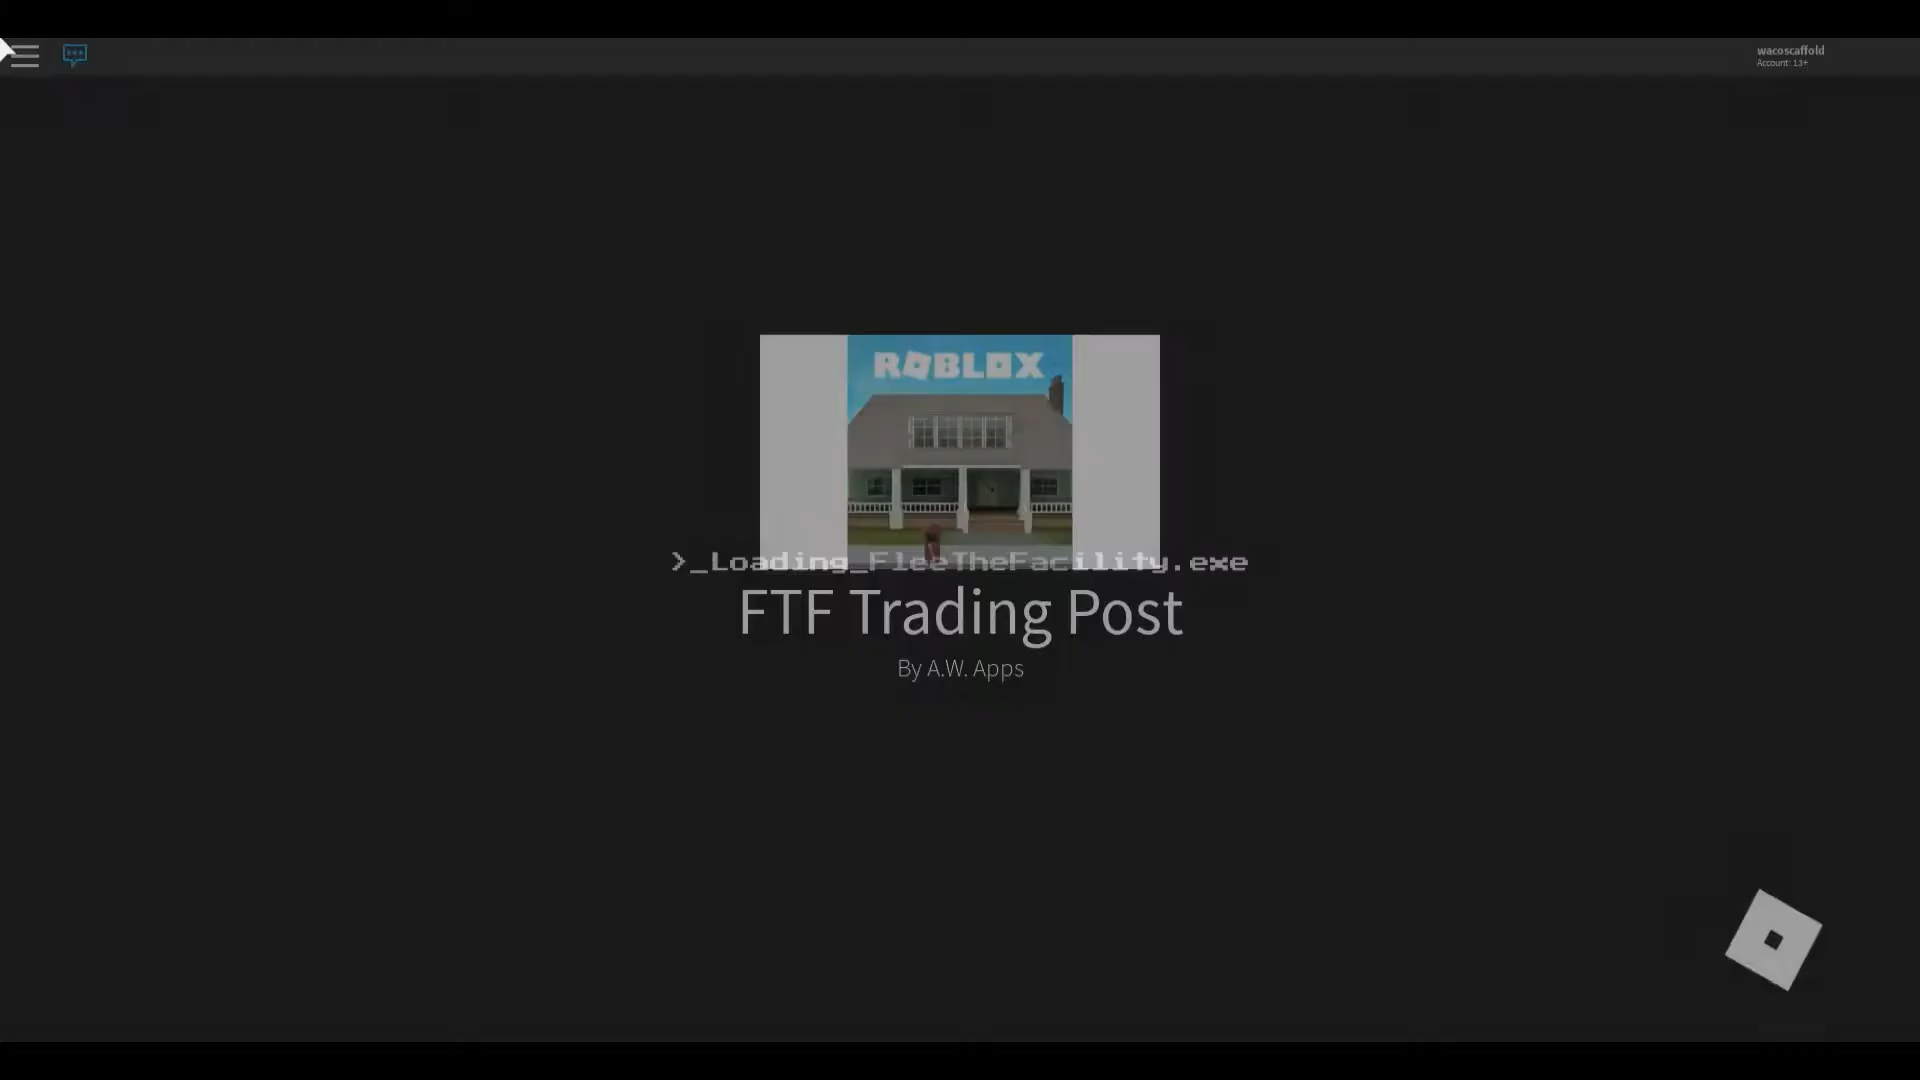 wacoscaffold
Account: 13+
ROBLOX
>_Loading_FleeTheFacility.exe
FTF Trading Post
By A.W. Apps